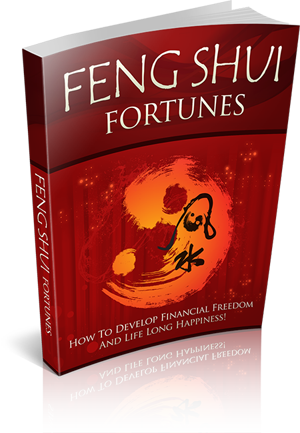 FENG SHUI
FORTUNES
風
水
HOW TO DEVELOP FINANCIAL FREEDOM
AND LIFE LONG HAPPINESS!
FENG SHUI FORTUNES